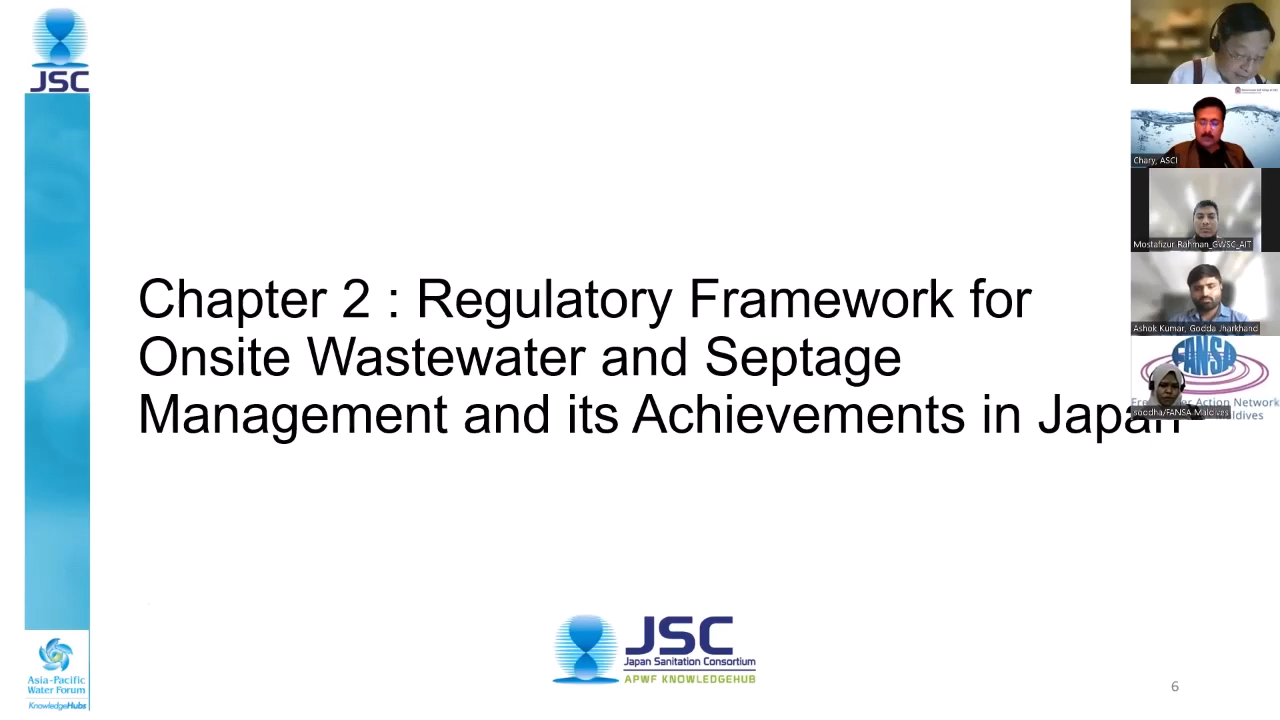 JSC
Chapter 2 : Regulatory Framework for
Onsite Wastewater and Septage
Management and its Achievements in Japan
Asia-Pacific
Water Forum
KnowledgeHubs
JSC
Japan Sanitation Consortium
APWF KNOWLEDGEHUB
6
Chary, ASCI
Mostafizur Rahman_GWSC_AIT
Ashok Kumar, Godda Jharkhand
FANSA
Action Network
soodha/FANSA Maldives